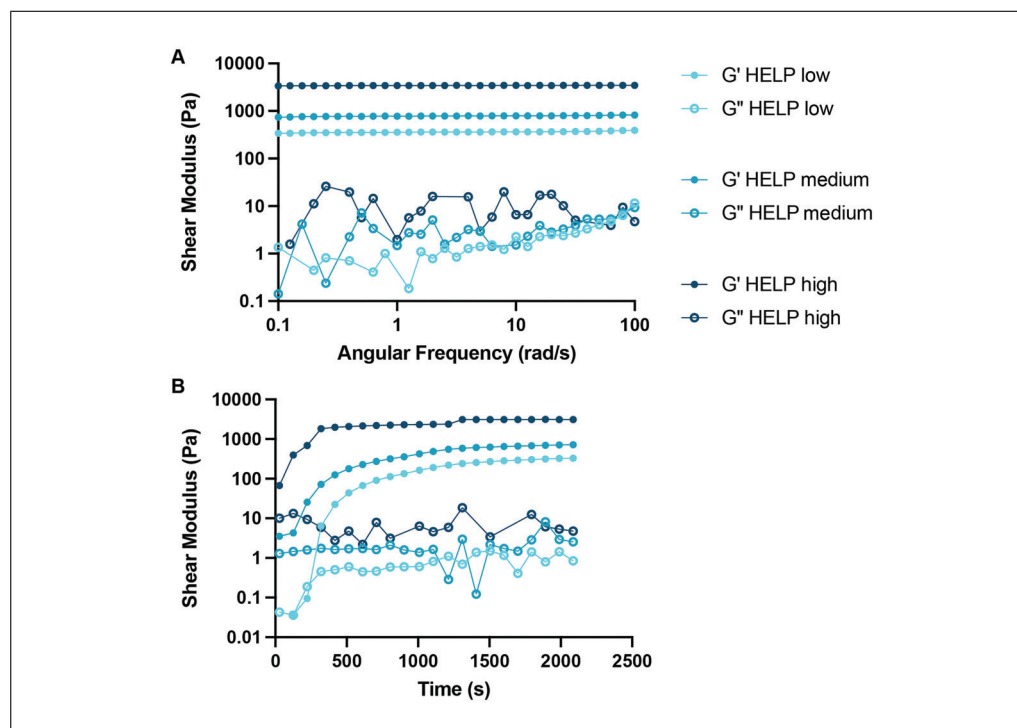 A
10000
1000
100
10
1
0.1
Shear Modulus (Pa)
0.1 1 10 100
Angular Frequency (rad/s)
G' HELP low
G" HELP low
G' HELP medium
G" HELP medium
G' HELP high
G" HELP high
B
10000
1000
100
10
1
0.1
0.01
Shear Modulus (Pa)
0 500 1000 1500 2000 2500
Time (s)